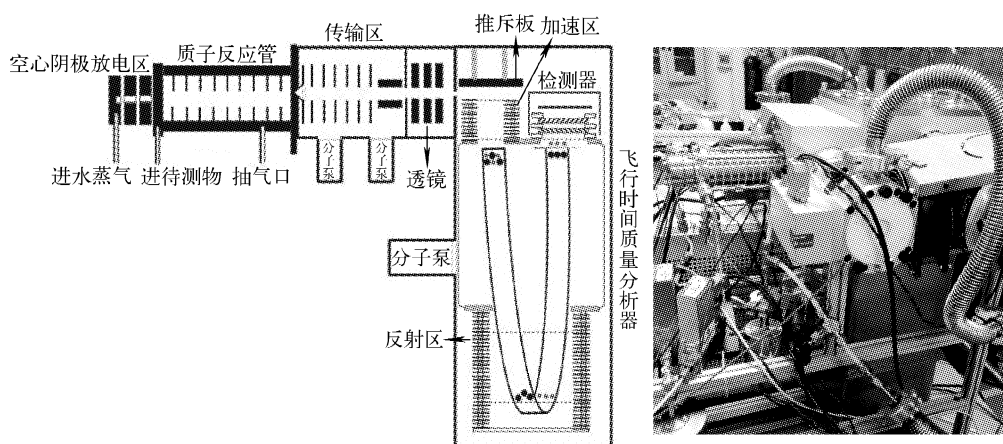 空心阴极放电区
质子反应管
传输区
推斥板
加速区
检测器
进水蒸气
进待测物
抽气口
分子泵
分子泵
透镜
分子泵
反射区
飞行时间质量分析器